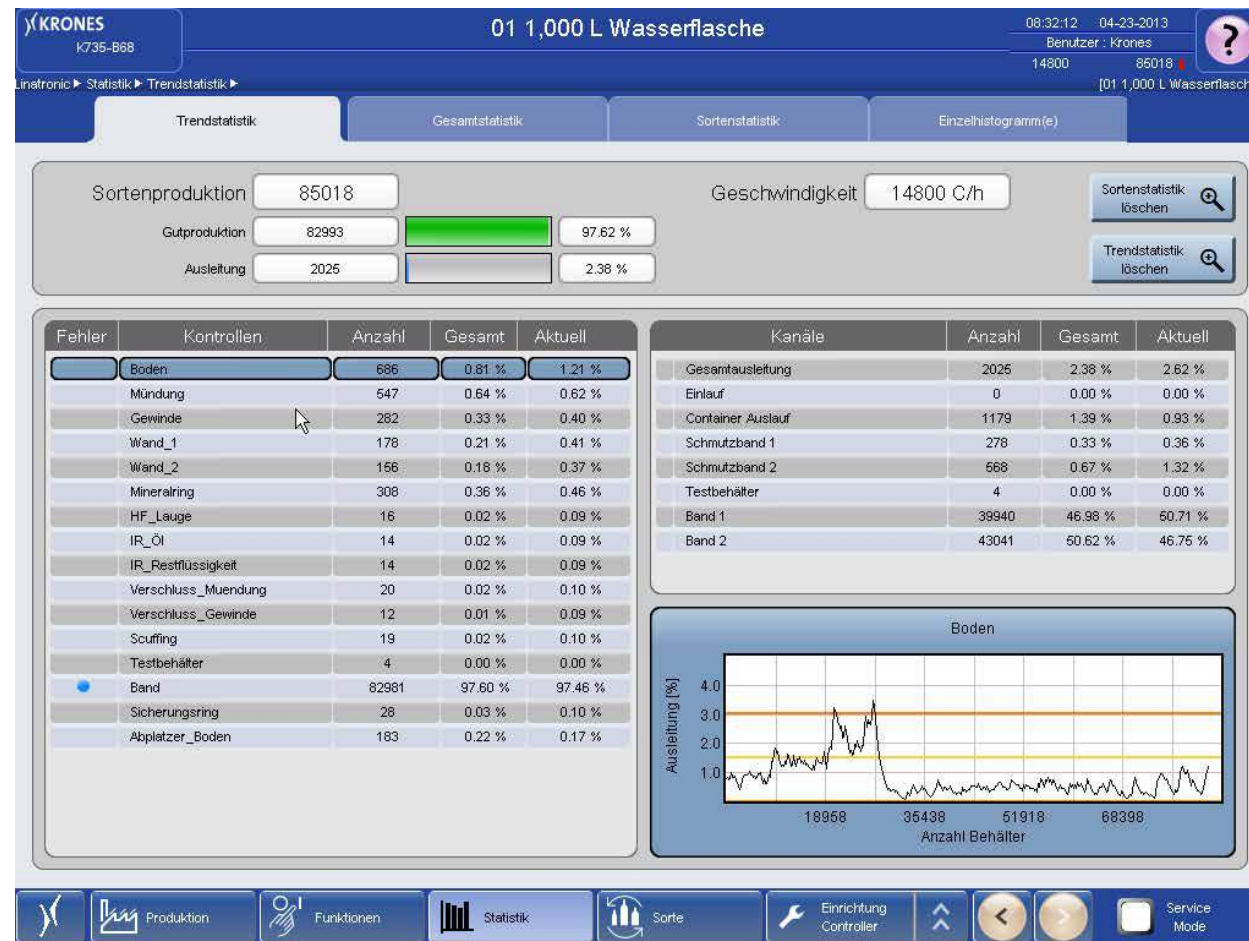 KRONES
K735-B68
01 1,000 L Wasserflasche
08:32:12 04-23-2013
Benutzer : Krones
14800 85018
?
Linatronic Statistik Trendstatistik
[01 1,000 L Wasserflasch
Trendstatistik Gesamtstatistik Sortenstatistik Einzelhistogramm(e)
Sortenproduktion 85018 Geschwindigkeit 14800 C/h
Sortenstatistik
löschen
Gutproduktion 82993 97.62 %
Ausleitung 2025 2.38 %
Trendstatistik
löschen
Fehler Kontrollen Anzahl Gesamt Aktuell
Boden 686 0.81 % 1.21 %
Mündung 547 0.64 % 0.62 %
Gewinde 282 0.33 % 0.40 %
Wand_1 178 0.21 % 0.41 %
Wand_2 156 0.18 % 0.37 %
Mineralring 308 0.36 % 0.46 %
HF_Lauge 16 0.02 % 0.09 %
IR_Öl 14 0.02 % 0.09 %
IR_Restflüssigkeit 14 0.02 % 0.09 %
Verschluss_Muendung 20 0.02 % 0.10 %
Verschluss_Gewinde 12 0.01 % 0.09 %
Scuffing 19 0.02 % 0.10 %
Testbehälter 4 0.00 % 0.00 %
Band 82981 97.60 % 97.46 %
Sicherungsring 28 0.03 % 0.10 %
Abplatzer_Boden 183 0.22 % 0.17 %
Kanäle Anzahl Gesamt Aktuell
Gesamtausleitung 2025 2.38 % 2.62 %
Einlauf 0 0.00 % 0.00 %
Container Auslauf 1179 1.39 % 0.93 %
Schmutzband 1 278 0.33 % 0.36 %
Schmutzband 2 568 0.67 % 1.32 %
Testbehälter 4 0.00 % 0.00 %
Band 1 39940 46.98 % 50.71 %
Band 2 43041 50.62 % 46.75 %
Boden
Ausleitung [%]
4.0
3.0
2.0
1.0
18958 35438 51918 68398
Anzahl Behälter
Produktion Funktionen Statistik Sorte
Einrichtung
Controller
Service
Mode